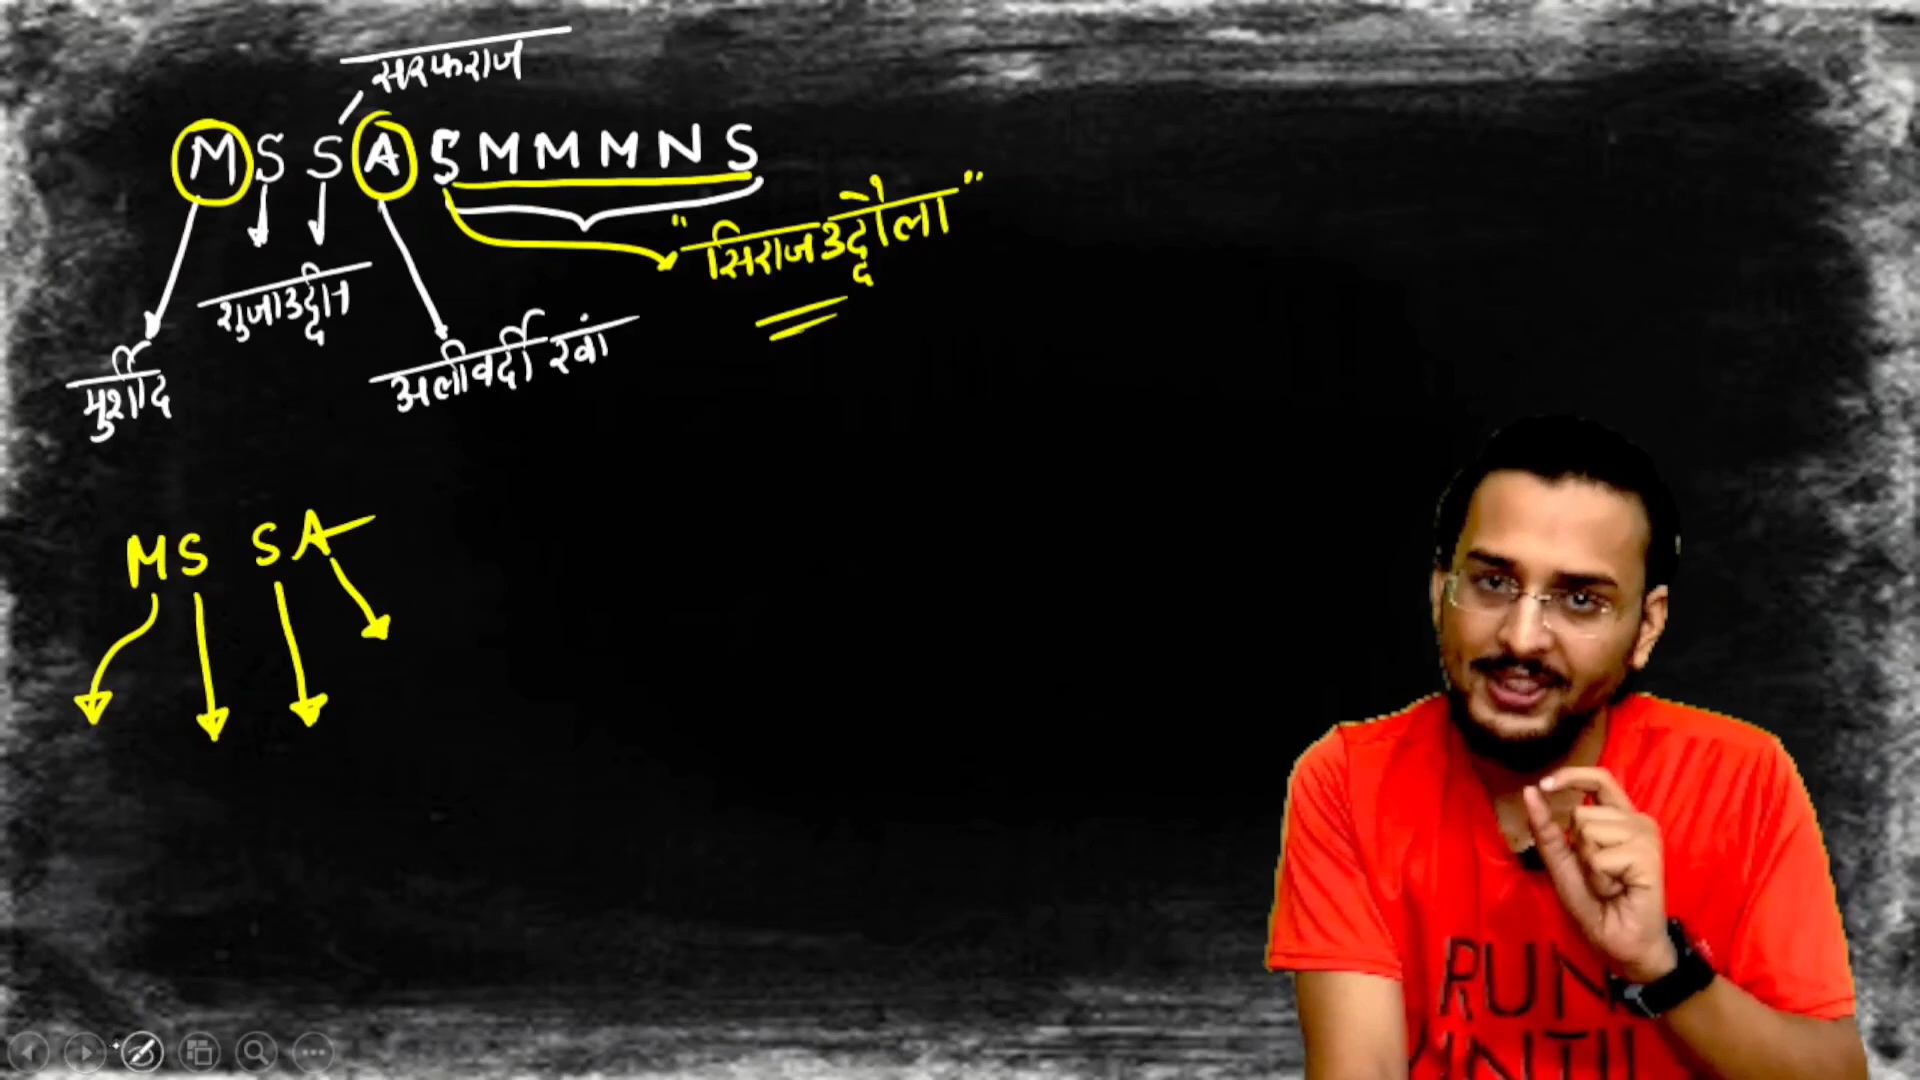 सरफराज
M S S A S M M M N S
"सिराजउद्दौला"
शुजाउद्दीन
मुर्शीद
अलीवर्दी खां
M S S A
RUN